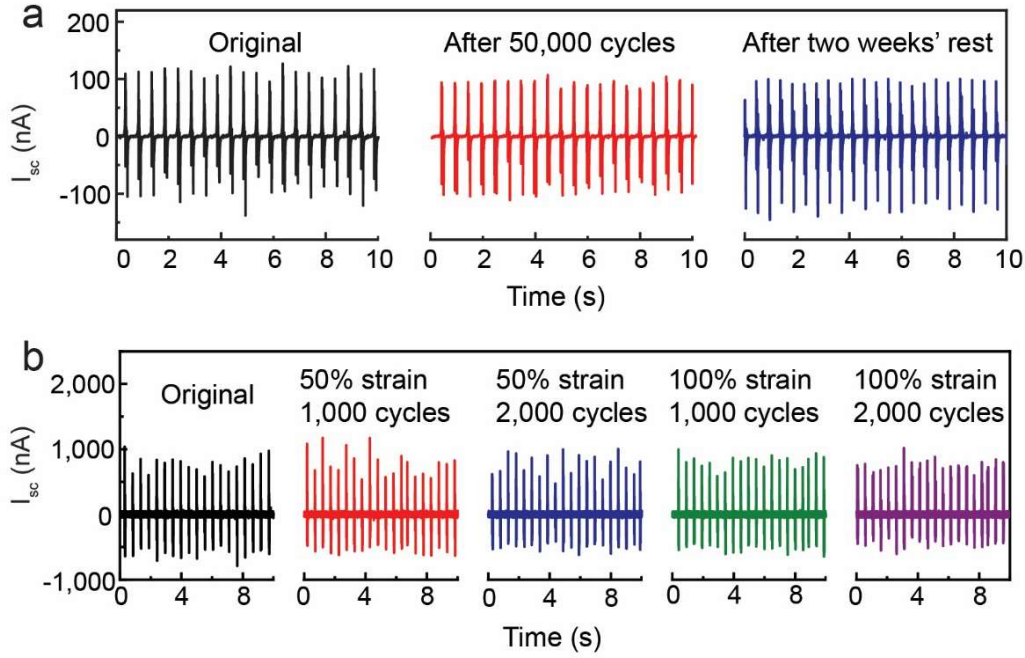 a
Original
After 50,000 cycles
After two weeks' rest
I_sc (nA)
200
100
0
-100
0 2 4 6 8 10
0 2 4 6 8 10
0 2 4 6 8 10
Time (s)
b
Original
50% strain
1,000 cycles
50% strain
2,000 cycles
100% strain
1,000 cycles
100% strain
2,000 cycles
I_sc (nA)
2,000
1,000
0
-1,000
0 4 8
0 4 8
0 4 8
0 4 8
0 4 8
Time (s)